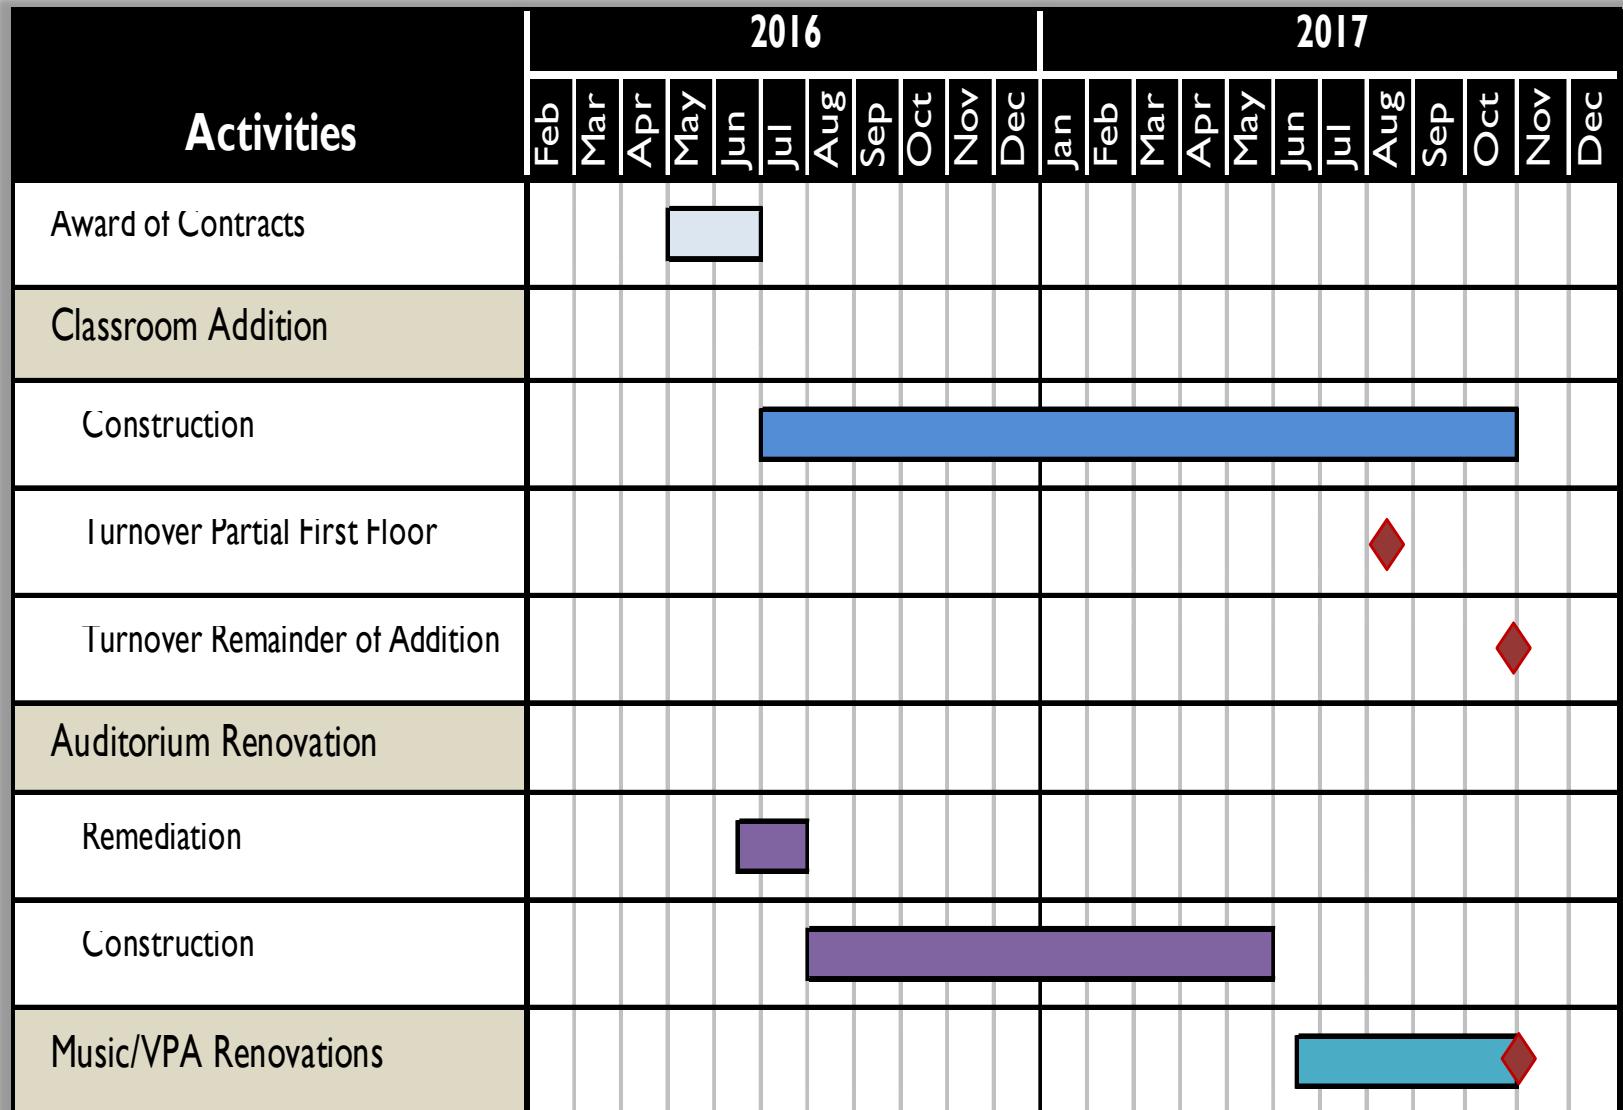 2016 2017
Activities
Feb Mar Apr May Jun Jul Aug Sep Oct Nov Dec Jan Feb Mar Apr May Jun Jul Aug Sep Oct Nov Dec
Award of Contracts
Classroom Addition
Construction
Turnover Partial First Floor
Turnover Remainder of Addition
Auditorium Renovation
Remediation
Construction
Music/VPA Renovations